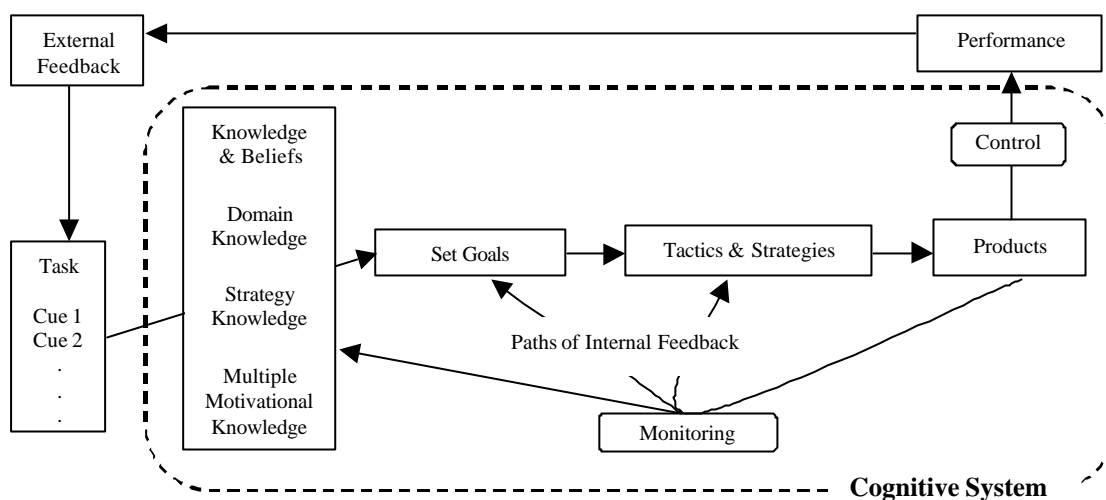 External
Feedback
Performance
Knowledge
& Beliefs
Domain
Knowledge
Strategy
Knowledge
Multiple
Motivational
Knowledge
Control
Task
Cue 1
Cue 2
.
.
.
Set Goals
Tactics & Strategies
Products
Paths of Internal Feedback
Monitoring
Cognitive System